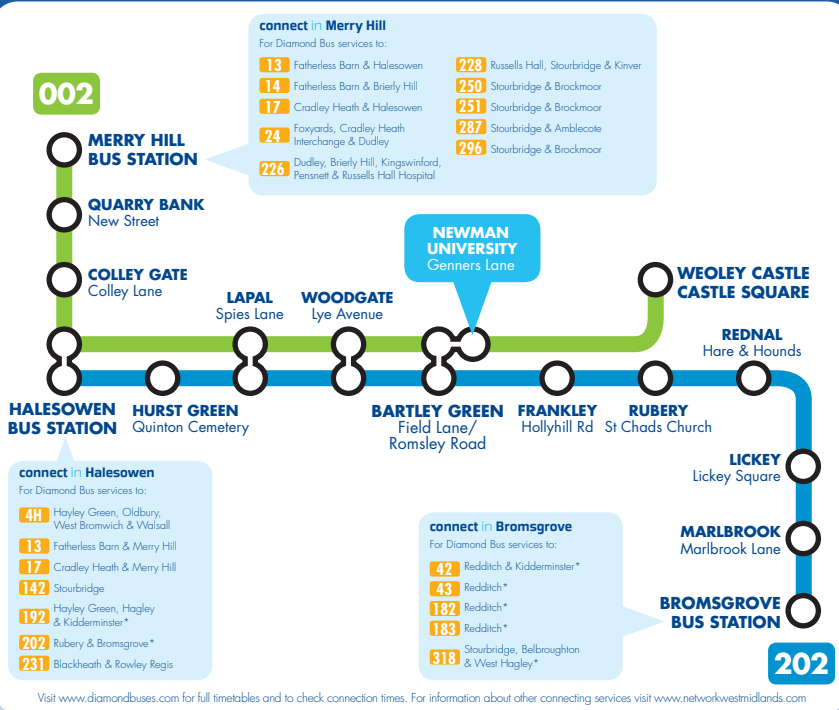 connect in Merry Hill
For Diamond Bus services to:
13 Fatherless Barn & Halesowen
14 Fatherless Barn & Brierly Hill
17 Cradley Heath & Halesowen
24 Foxyards, Cradley Heath
Interchange & Dudley
226 Dudley, Brierly Hill, Kingswinford,
Pensnett & Russells Hall Hospital
228 Russells Hall, Stourbridge & Kinver
250 Stourbridge & Brockmoor
251 Stourbridge & Brockmoor
287 Stourbridge & Amblecote
296 Stourbridge & Brockmoor
002
MERRY HILL
BUS STATION
QUARRY BANK
New Street
COLLEY GATE
Colley Lane
NEWMAN
UNIVERSITY
Genners Lane
LAPAL
Spies Lane
WOODGATE
Lye Avenue
WEOLEY CASTLE
CASTLE SQUARE
REDNAL
Hare & Hounds
HALESOWEN
BUS STATION
HURST GREEN
Quinton Cemetery
BARTLEY GREEN
Field Lane/
Romsley Road
FRANKLEY
Hollyhill Rd
RUBERY
St Chads Church
LICKEY
Lickey Square
MARLBROOK
Marlbrook Lane
BROMSGROVE
BUS STATION
202
connect in Halesowen
For Diamond Bus services to:
4H Hayley Green, Oldbury,
West Bromwich & Walsall
13 Fatherless Barn & Merry Hill
17 Cradley Heath & Merry Hill
142 Stourbridge
192 Hayley Green, Hagley
& Kidderminster*
202 Rubery & Bromsgrove*
231 Blackheath & Rowley Regis
connect in Bromsgrove
For Diamond Bus services to:
42 Redditch & Kidderminster*
43 Redditch*
182 Redditch*
183 Redditch*
318 Stourbridge, Belbroughton
& West Hagley*
Visit www.diamondbuses.com for full timetables and to check connection times. For information about other connecting services visit www.networkwestmidlands.com